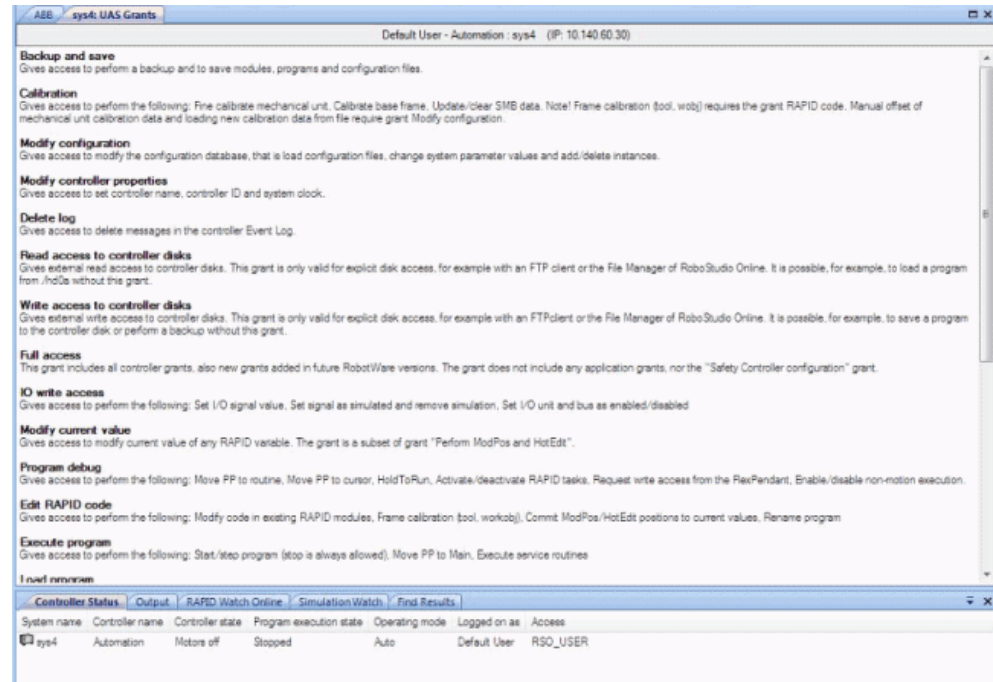 ABB sys4: UAS Grants
Default User - Automation : sys4 (IP: 10.140.60.30)
Backup and save
Gives access to perform a backup and to save modules, programs and configuration files.
Calibration
Gives access to perform the following: Fine calibrate mechanical unit, Calibrate base frame, Update/clear SMB data. Note! Frame calibration (tool, wobj) requires the grant RAPID code. Manual offset of
mechanical unit calibration data and loading new calibration data from file require grant Modify configuration.
Modify configuration
Gives access to modify the configuration database, that is load configuration files, change system parameter values and add/delete instances.
Modify controller properties
Gives access to set controller name, controller ID and system clock.
Delete log
Gives access to delete messages in the controller Event Log.
Read access to controller disks
Gives external read access to controller disks. This grant is only valid for explicit disk access, for example with an FTP client or the File Manager of RoboStudio Online. It is possible, for example, to load a program
from /hd0a without this grant.
Write access to controller disks
Gives external write access to controller disks. This grant is only valid for explicit disk access, for example with an FTPclient or the File Manager of RoboStudio Online. It is possible, for example, to save a program
to the controller disk or perform a backup without this grant.
Full access
This grant includes all controller grants, also new grants added in future RobotWare versions. The grant does not include any application grants, nor the "Safety Controller configuration" grant.
IO write access
Gives access to perform the following: Set I/O signal value, Set signal as simulated and remove simulation, Set I/O unit and bus as enabled/disabled
Modify current value
Gives access to modify current value of any RAPID variable. The grant is a subset of grant "Perform ModPos and HotEdit".
Program debug
Gives access to perform the following: Move PP to routine, Move PP to cursor, HoldToRun, Activate/deactivate RAPID tasks, Request write access from the FlexPendant, Enable/disable non-motion execution.
Edit RAPID code
Gives access to perform the following: Modify code in existing RAPID modules, Frame calibration (tool, workobj), Commit ModPos/HotEdit positions to current values, Rename program
Execute program
Gives access to perform the following: Start/step program (stop is always allowed), Move PP to Main, Execute service routines
Load program
Controller Status Output RAPID Watch Online Simulation Watch Find Results
System name Controller name Controller state Program execution state Operating mode Logged on as Access
sys4 Automation Motors off Stopped Auto Default User RSO_USER